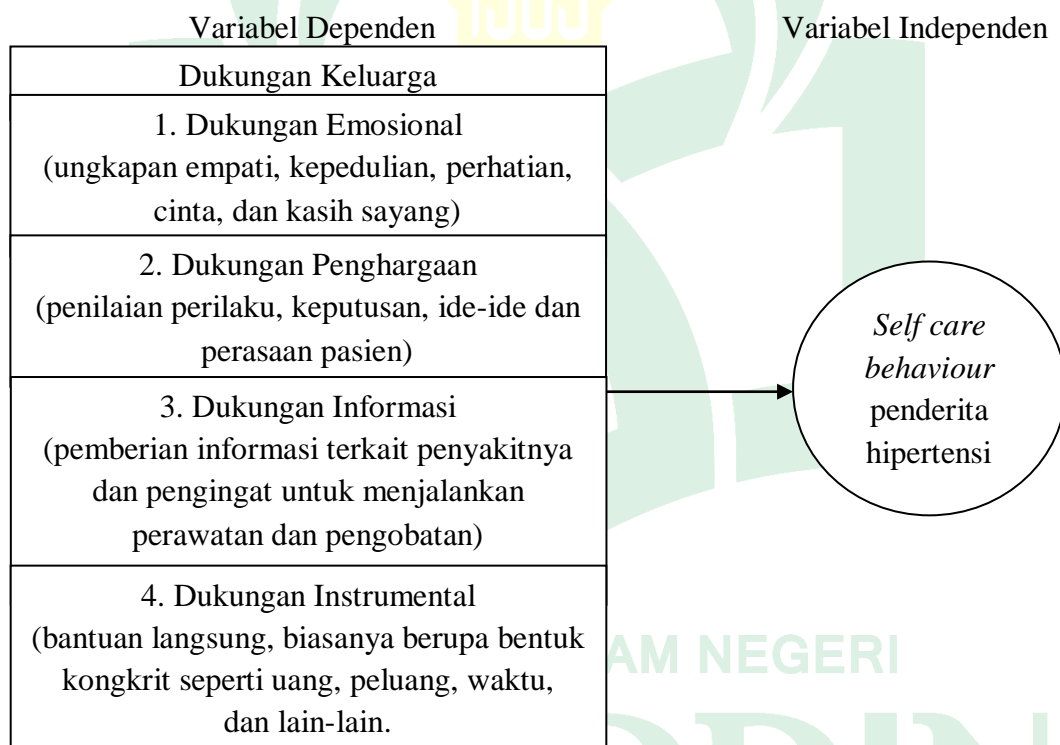 Variabel Dependen
Variabel Independen
Dukungan Keluarga
1. Dukungan Emosional
(ungkapan empati, kepedulian, perhatian,
cinta, dan kasih sayang)
2. Dukungan Penghargaan
(penilaian perilaku, keputusan, ide-ide dan
perasaan pasien)
3. Dukungan Informasi
(pemberian informasi terkait penyakitnya
dan pengingat untuk menjalankan
perawatan dan pengobatan)
4. Dukungan Instrumental
(bantuan langsung, biasanya berupa bentuk
kongkrit seperti uang, peluang, waktu,
dan lain-lain.
Self care
behaviour
penderita
hipertensi
AM NEGERI